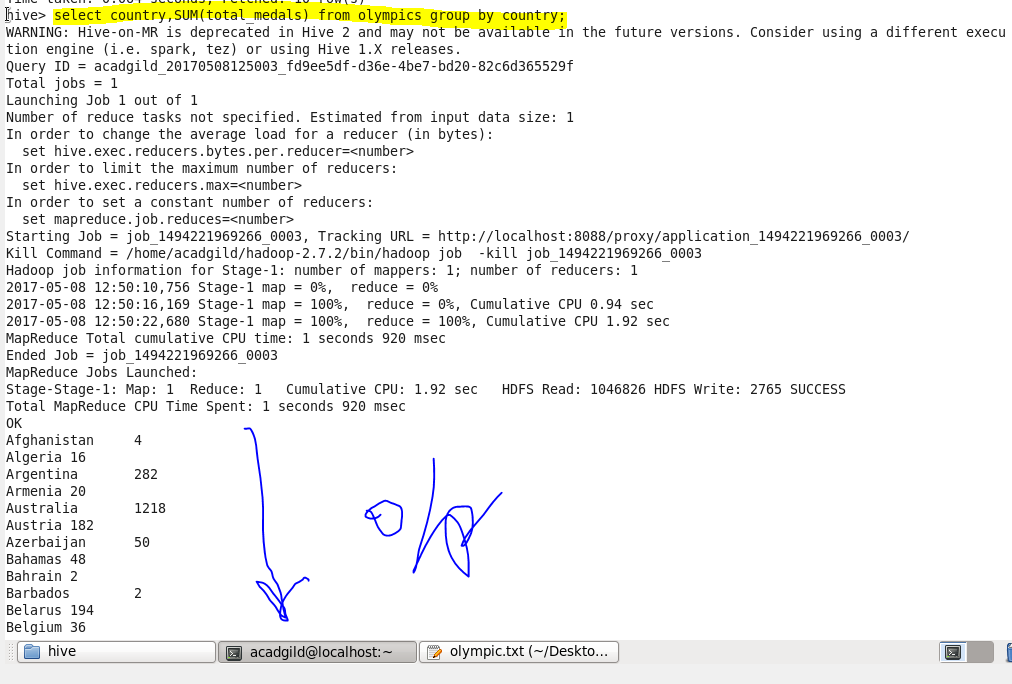 hive> select country,SUM(total_medals) from olympics group by country;
WARNING: Hive-on-MR is deprecated in Hive 2 and may not be available in the future versions. Consider using a different execu
tion engine (i.e. spark, tez) or using Hive 1.X releases.
Query ID = acadgild_20170508125003_fd9ee5df-d36e-4be7-bd20-82c6d365529f
Total jobs = 1
Launching Job 1 out of 1
Number of reduce tasks not specified. Estimated from input data size: 1
In order to change the average load for a reducer (in bytes):
  set hive.exec.reducers.bytes.per.reducer=<number>
In order to limit the maximum number of reducers:
  set hive.exec.reducers.max=<number>
In order to set a constant number of reducers:
  set mapreduce.job.reduces=<number>
Starting Job = job_1494221969266_0003, Tracking URL = http://localhost:8088/proxy/application_1494221969266_0003/
Kill Command = /home/acadgild/hadoop-2.7.2/bin/hadoop job  -kill job_1494221969266_0003
Hadoop job information for Stage-1: number of mappers: 1; number of reducers: 1
2017-05-08 12:50:10,756 Stage-1 map = 0%,  reduce = 0%
2017-05-08 12:50:16,169 Stage-1 map = 100%,  reduce = 0%, Cumulative CPU 0.94 sec
2017-05-08 12:50:22,680 Stage-1 map = 100%,  reduce = 100%, Cumulative CPU 1.92 sec
MapReduce Total cumulative CPU time: 1 seconds 920 msec
Ended Job = job_1494221969266_0003
MapReduce Jobs Launched:
Stage-Stage-1: Map: 1  Reduce: 1   Cumulative CPU: 1.92 sec   HDFS Read: 1046826 HDFS Write: 2765 SUCCESS
Total MapReduce CPU Time Spent: 1 seconds 920 msec
OK
Afghanistan     4
Algeria 16
Argentina       282
Armenia 20
Australia       1218
Austria 182
Azerbaijan      50
Bahamas 48
Bahrain 2
Barbados        2
Belarus 194
Belgium 36
hive acadgild@localhost:~ olympic.txt (~/Deskto...